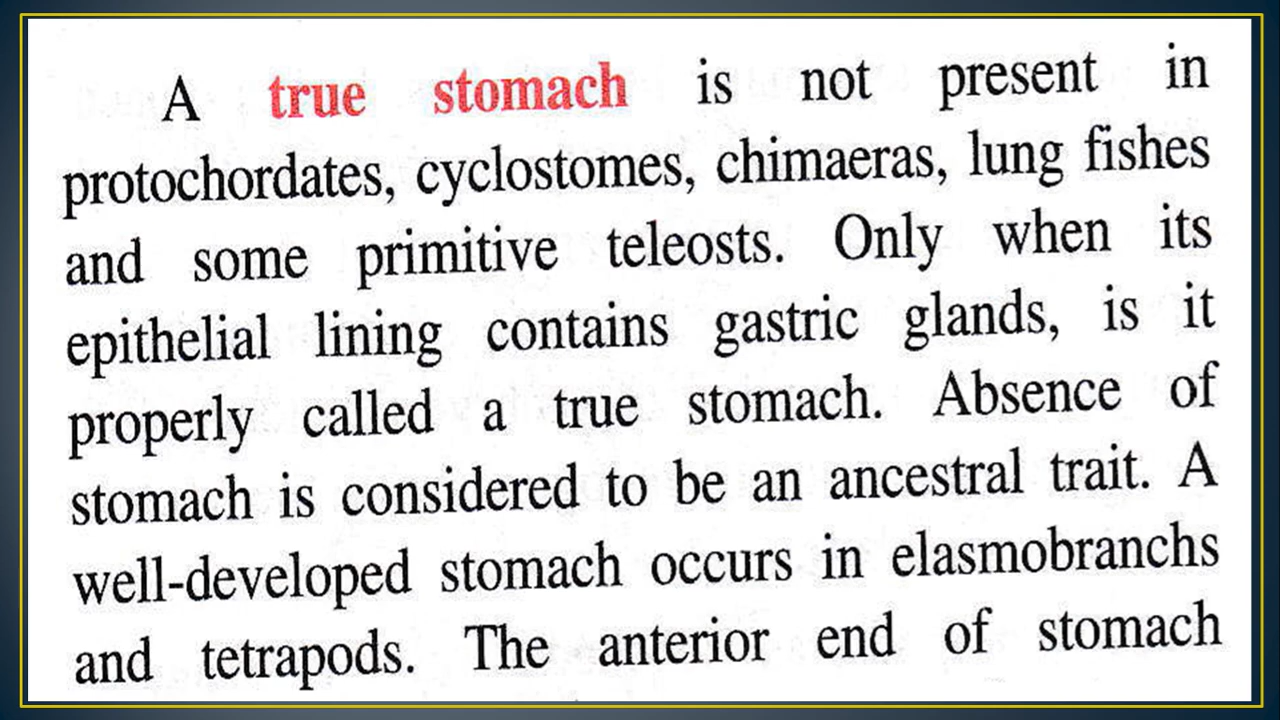 A true stomach is not present in
protochordates, cyclostomes, chimaeras, lung fishes
and some primitive teleosts. Only when its
epithelial lining contains gastric glands, is it
properly called a true stomach. Absence of
stomach is considered to be an ancestral trait. A
well-developed stomach occurs in elasmobranchs
and tetrapods. The anterior end of stomach